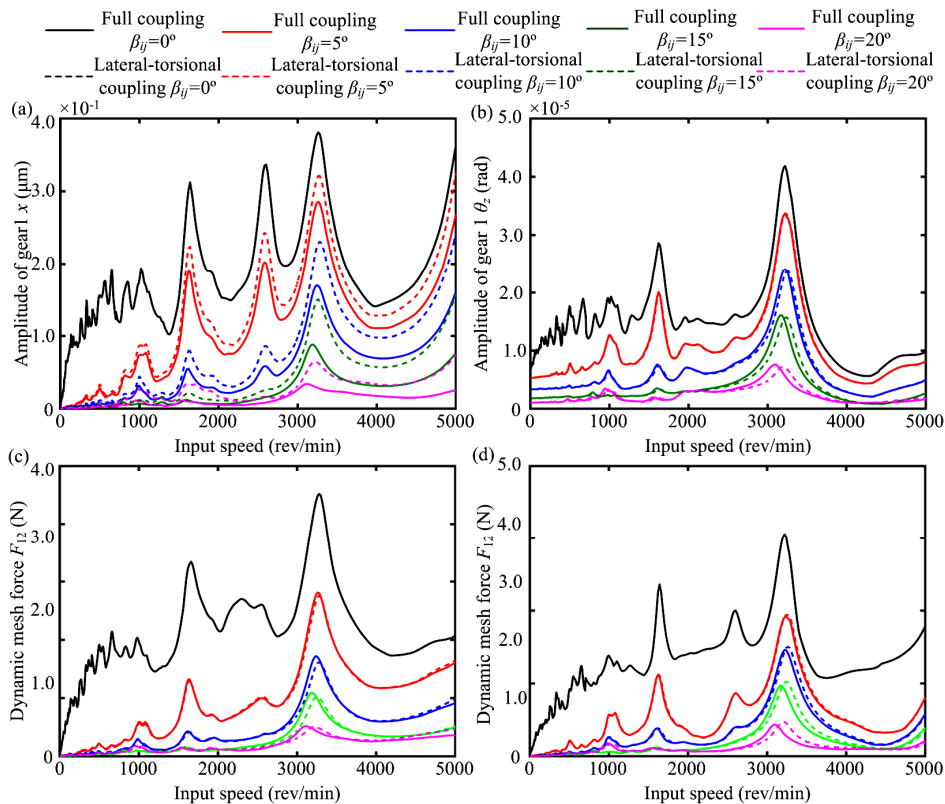 Full coupling βij=0º
Full coupling βij=5º
Full coupling βij=10º
Full coupling βij=15º
Full coupling βij=20º
Lateral-torsional coupling βij=0º
Lateral-torsional coupling βij=5º
Lateral-torsional coupling βij=10º
Lateral-torsional coupling βij=15º
Lateral-torsional coupling βij=20º
(a)
×10-1
4.0
3.0
2.0
1.0
0
Amplitude of gear1 x (μm)
0 1000 2000 3000 4000 5000
Input speed (rev/min)
(b)
×10-5
5.0
4.0
3.0
2.0
1.0
0
Amplitude of gear 1 θz (rad)
0 1000 2000 3000 4000 5000
Input speed (rev/min)
(c)
4.0
3.0
2.0
1.0
0
Dynamic mesh force F12 (N)
0 1000 2000 3000 4000 5000
Input speed (rev/min)
(d)
5.0
4.0
3.0
2.0
1.0
0
Dynamic mesh force F12 (N)
0 1000 2000 3000 4000 5000
Input speed (rev/min)